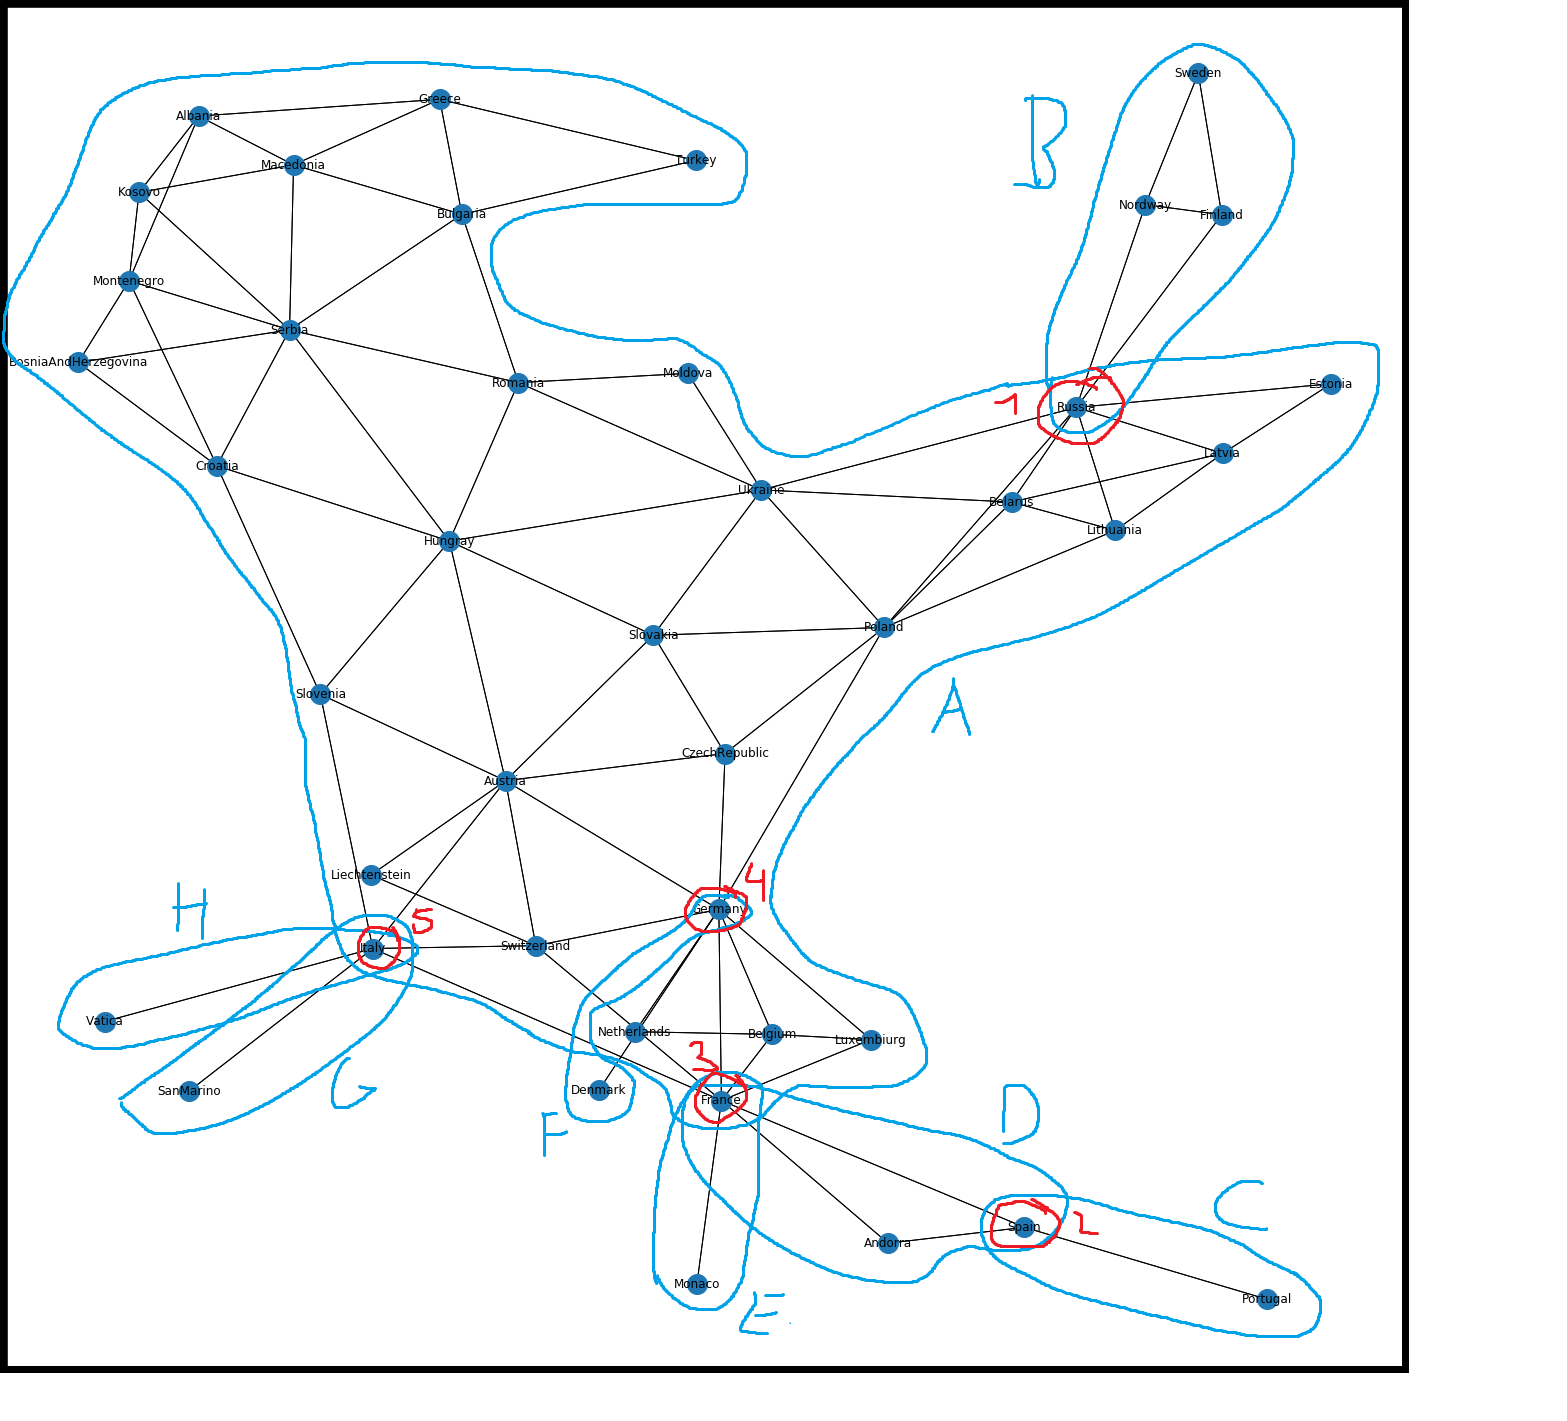 Sweden
B
Greece
Albania
Turkey
Macedonia
Kosovo
Nordway
Bulgaria
Finland
Montenegro
Serbia
BosniaAndHerzegovina
Moldova
Romania
Estonia
1
Russia
Latvia
Croatia
Ukraine
Belarus
Lithuania
Hungray
Poland
Slovakia
Slovenia
A
CzechRepublic
Austria
Liechtenstein
4
H
Germany
5
Italy
Switzerland
Vatica
Netherlands
Belgium
Luxembiurg
3
G
SanMarino
Denmark
France
D
F
C
2
Spain
Andorra
Monaco
Portugal
E